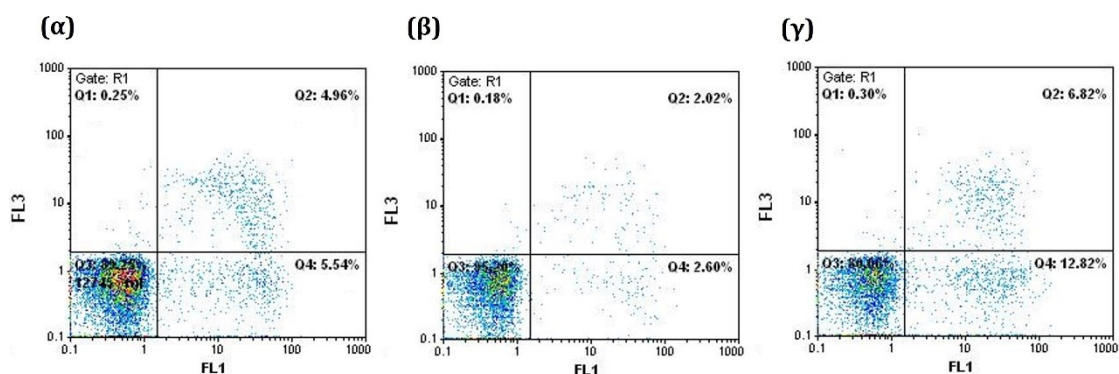 (α)
Gate: R1
Q1: 0.25%
Q2: 4.96%
Q4: 5.54%
1000
100
10
1
0.1
FL3
0.1
1
10
100
1000
FL1
(β)
Gate: R1
Q1: 0.18%
Q2: 2.02%
Q3:
Q4: 2.60%
1000
100
10
1
0.1
FL3
0.1
1
10
100
1000
FL1
(γ)
Gate: R1
Q1: 0.30%
Q2: 6.82%
Q3:
Q4: 12.82%
1000
100
10
1
0.1
FL3
0.1
1
10
100
1000
FL1